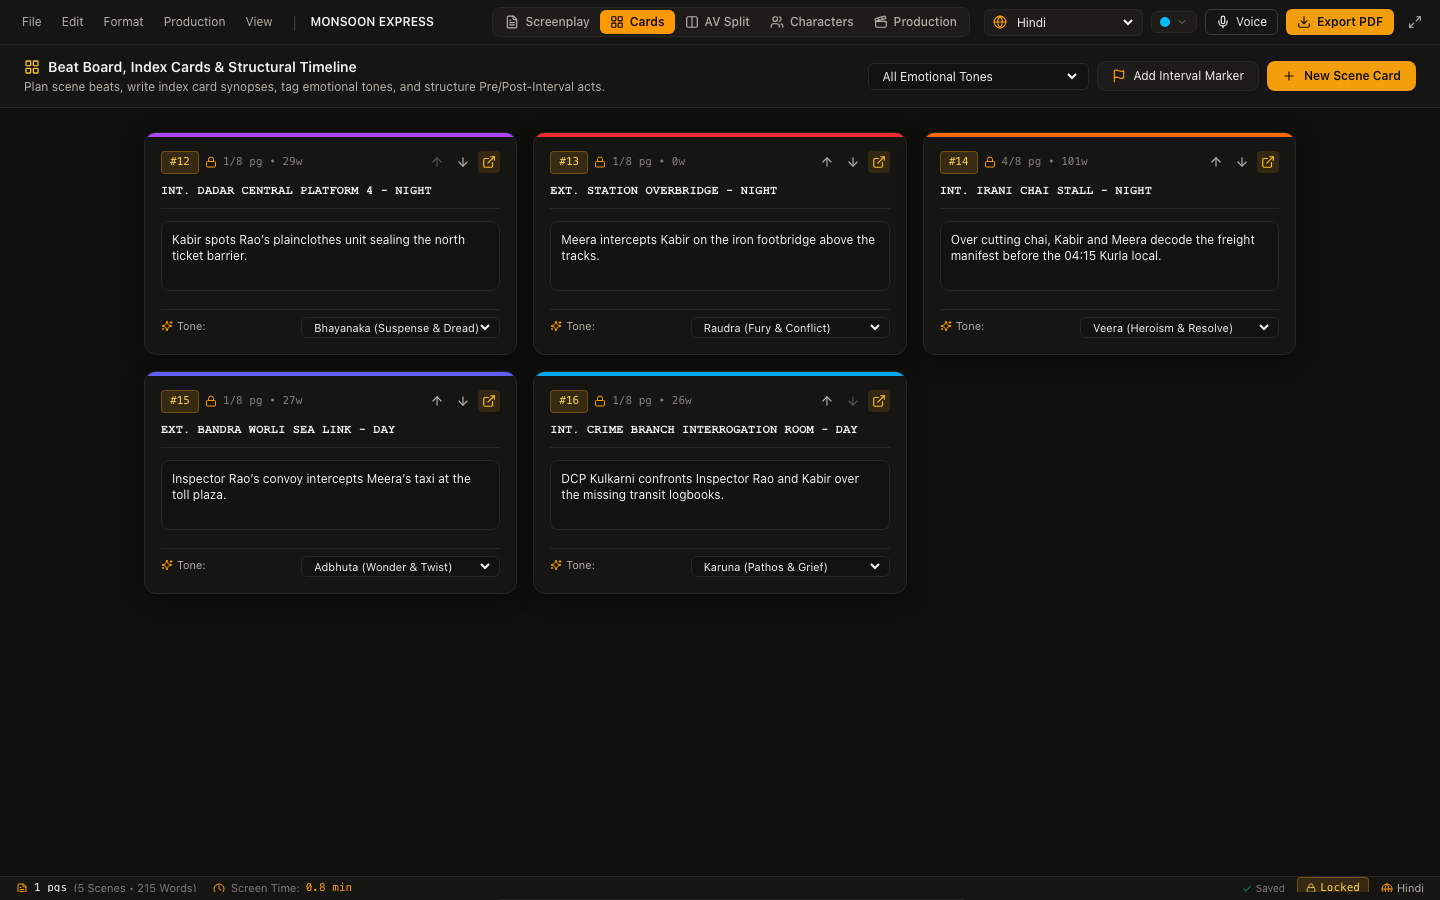 File Edit Format Production View MONSOON EXPRESS Screenplay Cards AV Split Characters Production Hindi Voice Export PDF
Beat Board, Index Cards & Structural Timeline
Plan scene beats, write index card synopses, tag emotional tones, and structure Pre/Post-Interval acts.
All Emotional Tones Add Interval Marker New Scene Card
#12 1/8 pg • 29w
INT. DADAR CENTRAL PLATFORM 4 - NIGHT
Kabir spots Rao's plainclothes unit sealing the north
ticket barrier.
Tone: Bhayanaka (Suspense & Dread)
#13 1/8 pg • 0w
EXT. STATION OVERBRIDGE - NIGHT
Meera intercepts Kabir on the iron footbridge above the
tracks.
Tone: Raudra (Fury & Conflict)
#14 4/8 pg • 101w
INT. IRANI CHAI STALL - NIGHT
Over cutting chai, Kabir and Meera decode the freight
manifest before the 04:15 Kurla local.
Tone: Veera (Heroism & Resolve)
#15 1/8 pg • 27w
EXT. BANDRA WORLI SEA LINK - DAY
Inspector Rao's convoy intercepts Meera's taxi at the
toll plaza.
Tone: Adbhuta (Wonder & Twist)
#16 1/8 pg • 26w
INT. CRIME BRANCH INTERROGATION ROOM - DAY
DCP Kulkarni confronts Inspector Rao and Kabir over
the missing transit logbooks.
Tone: Karuna (Pathos & Grief)
1 pgs (5 Scenes • 215 Words) Screen Time: 0.8 min Saved Locked Hindi